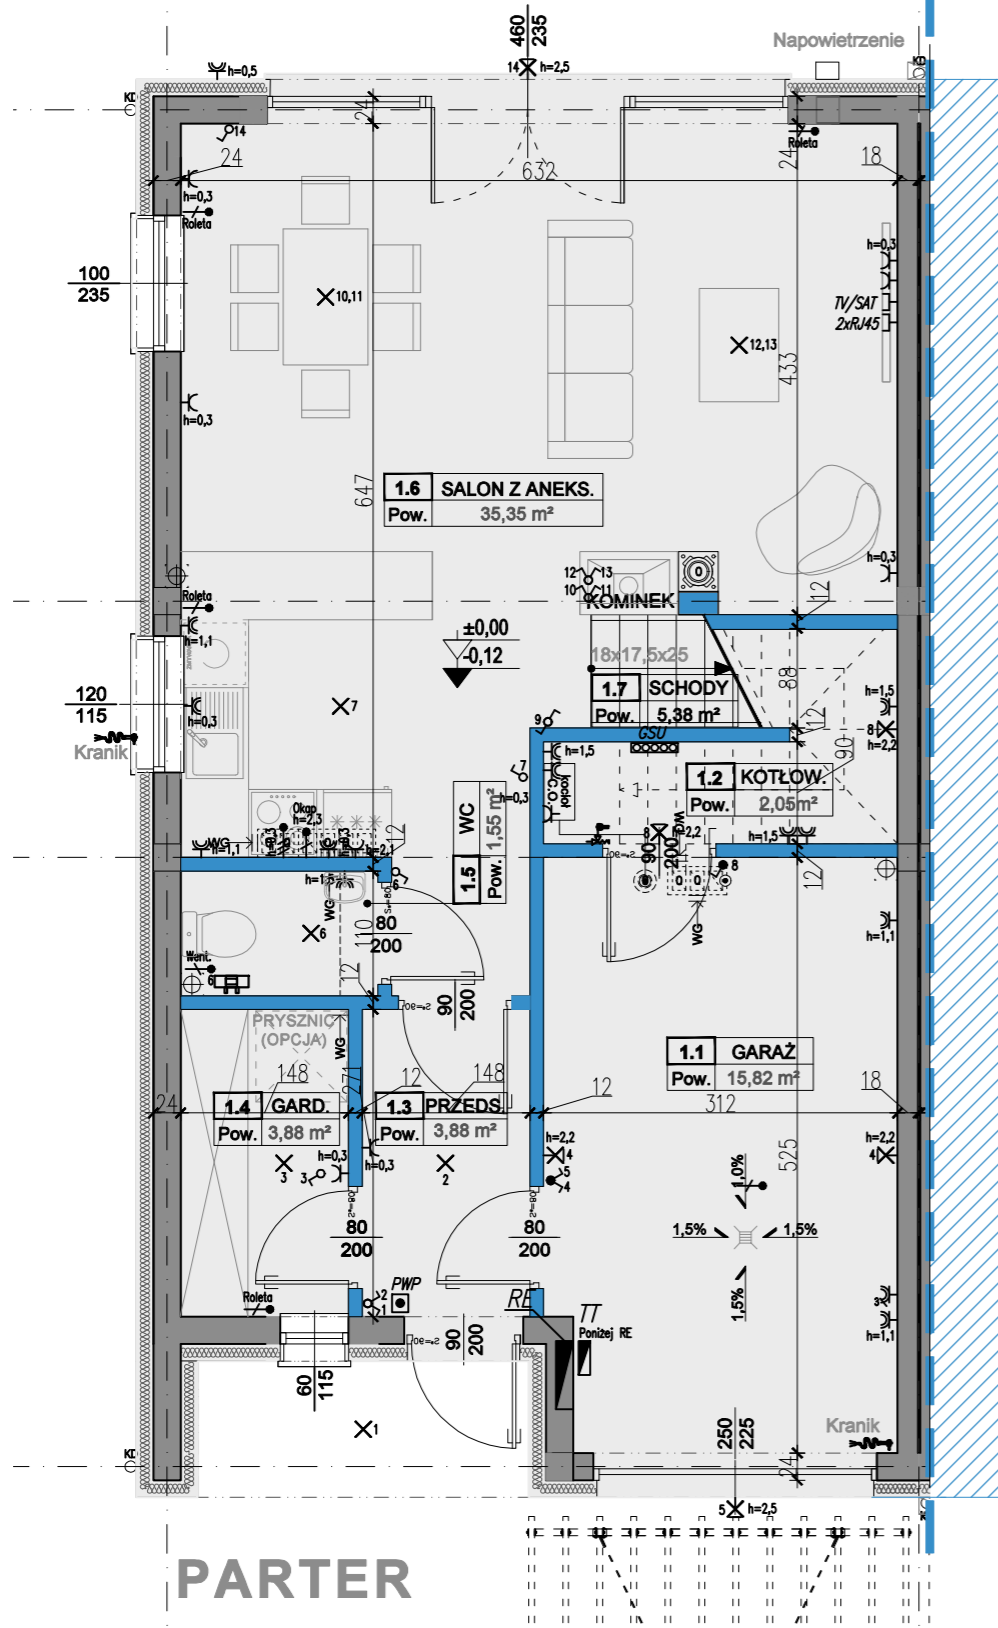 460
235
Napowietrzenie
h=0,5
14 h=2,5
KD
14
24
24
Roleta
24
632
18
h=0,3
Roleta
h=0,3
100
235
10,11
TV/SAT
2xRJ45
12,13
433
h=0,3
647
1.6 SALON Z ANEKS.
Pow. 35,35 m²
h=0,3
12 13
10 11
KOMINEK
12
Roleta
h=1,1
±0,00
-0,12
18x17,5x25
88
1.7 SCHODY
Pow. 5,38 m²
h=1,5
120
115
h=0,3
7
9
GSU
12
8
h=2,2
Kranik
h=1,5
90
7
h=0,3
kocioł
C.O.
1.2 KOTŁOW.
Pow. 2,05m²
1.5 WC
Pow. 1,55 m²
Okap
h=2,3
WG
h=1,1
h=2,1
12
8
h=2,2
WG
h=1,5
90
200
8
12
6
WG
80
200
110
6
WG
h=1,1
Went.
6
12
90
200
PRYSZNIC
(OPCJA)
WG
148
271
12
148
1.1 GARAŻ
Pow. 15,82 m²
24
1.4 GARD.
Pow. 3,88 m²
1.3 PRZEDS.
Pow. 3,88 m²
12
312
18
h=0,3
3
3
h=0,3
2
h=2,2
4
5
4
525
h=2,2
4
1,0%
1,5%
1,5%
1,5%
80
200
80
200
Roleta
2
1
PWP
RE
TT
Poniżej RE
3
h=1,1
90
200
60
115
1
250
225
Kranik
24
KD
5 h=2,5
PARTER